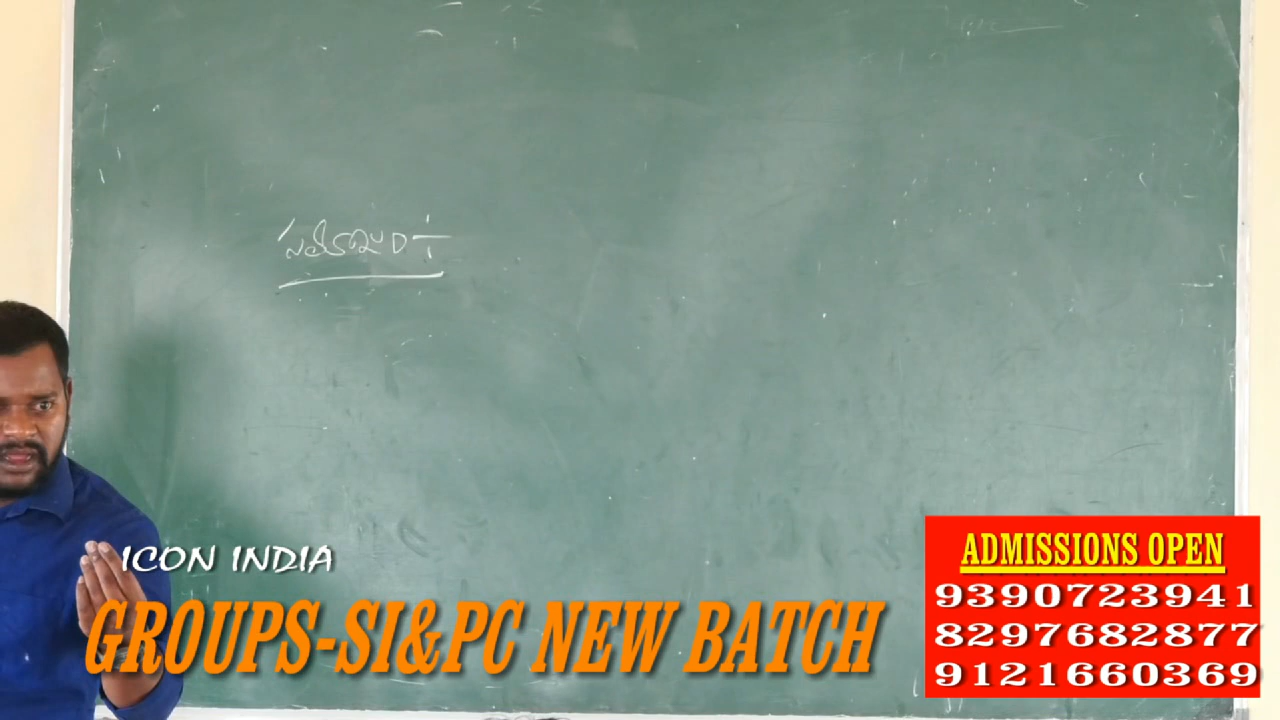 ICON INDIA
GROUPS-SI&PC NEW BATCH
ADMISSIONS OPEN
9390723941
8297682877
9121660369